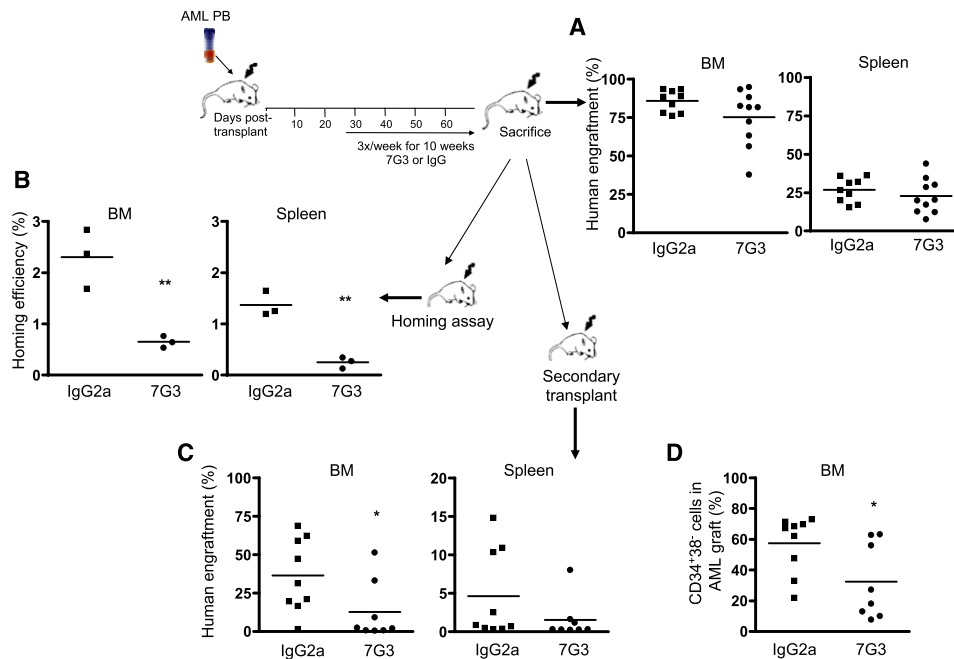 AML PB
Days post-
transplant
10 20 30 40 50 60
3x/week for 10 weeks
7G3 or IgG
Sacrifice
A
BM
Spleen
Human engraftment (%)
100
75
50
25
0
IgG2a 7G3
100
75
50
25
0
IgG2a 7G3
B
BM
Spleen
Homing efficiency (%)
3
2
1
0
**
IgG2a 7G3
3
2
1
0
**
IgG2a 7G3
Homing assay
Secondary
transplant
C
BM
Spleen
Human engraftment (%)
100
75
50
25
0
*
IgG2a 7G3
20
15
10
5
0
IgG2a 7G3
D
BM
CD34⁺38⁻ cells in
AML graft (%)
100
80
60
40
20
0
*
IgG2a 7G3